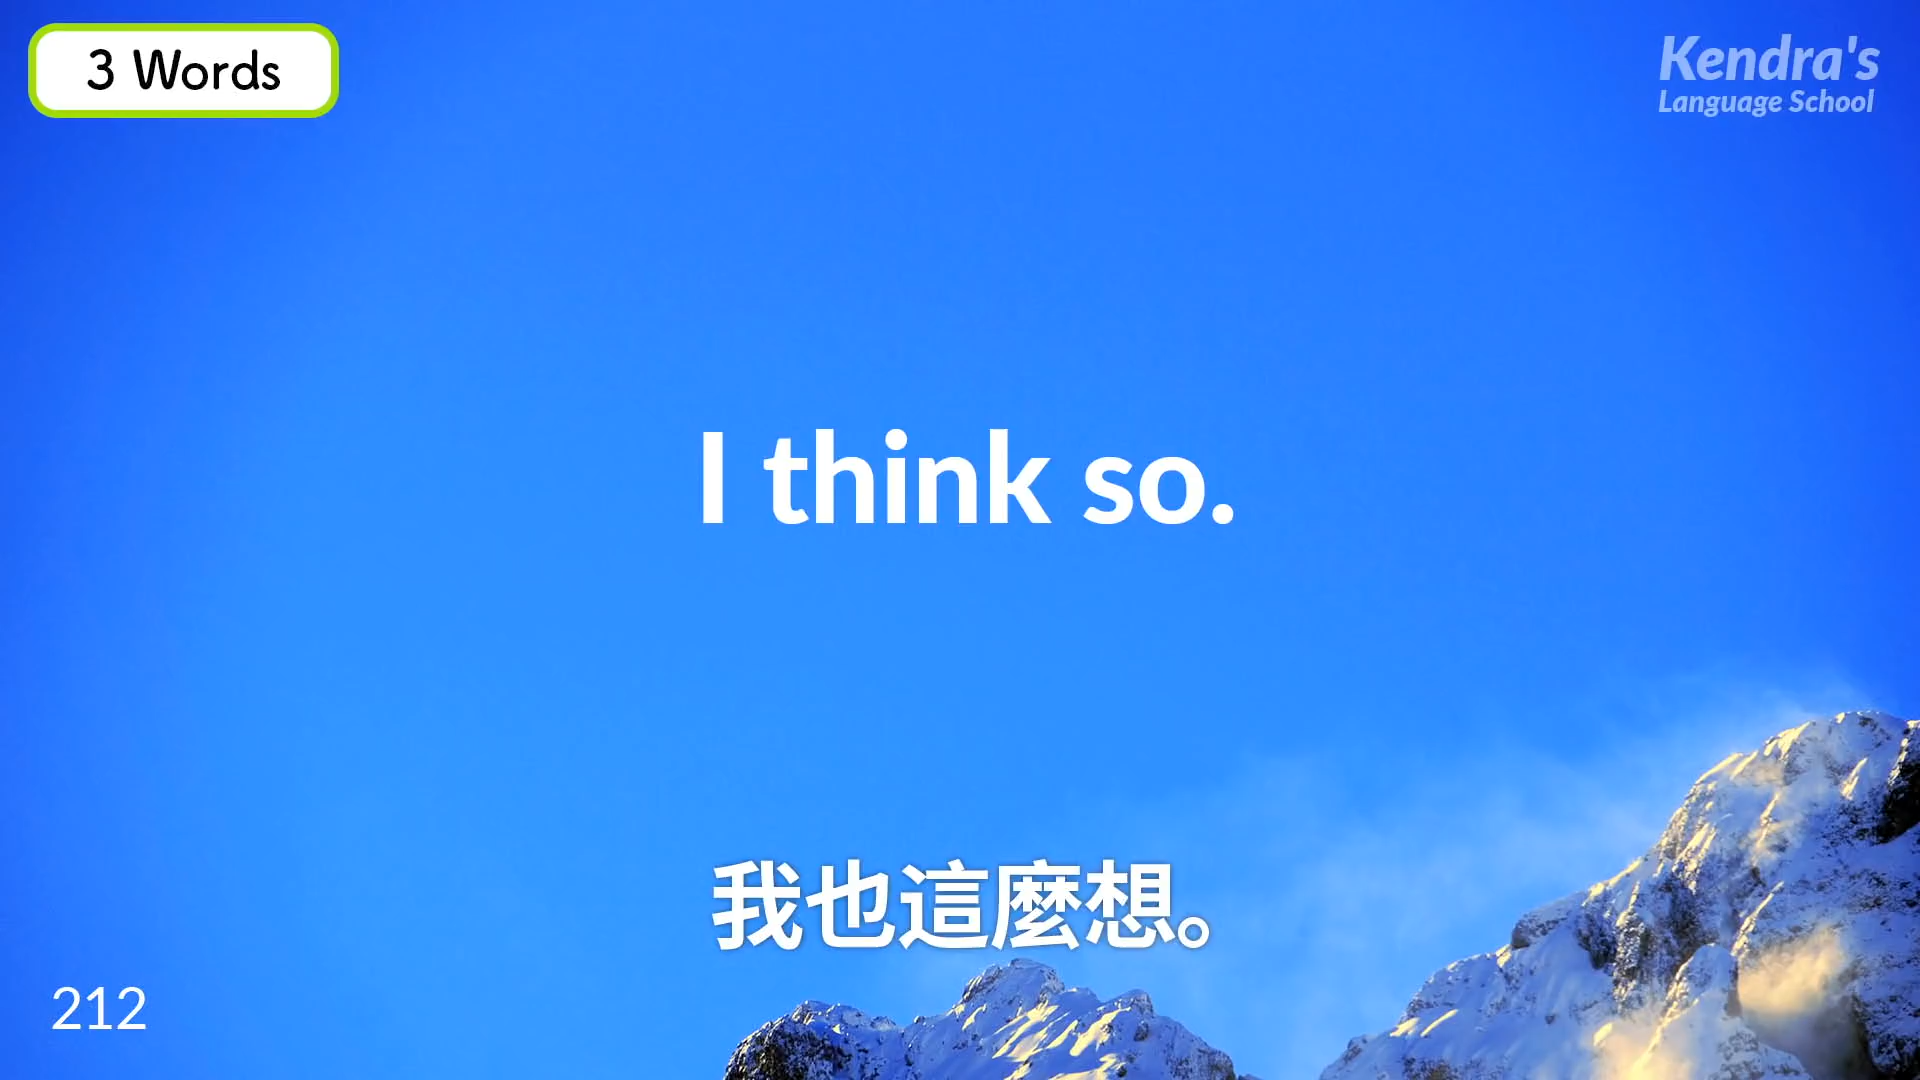 3 Words
Kendra's
Language School
I think so.
我也這麼想。
212